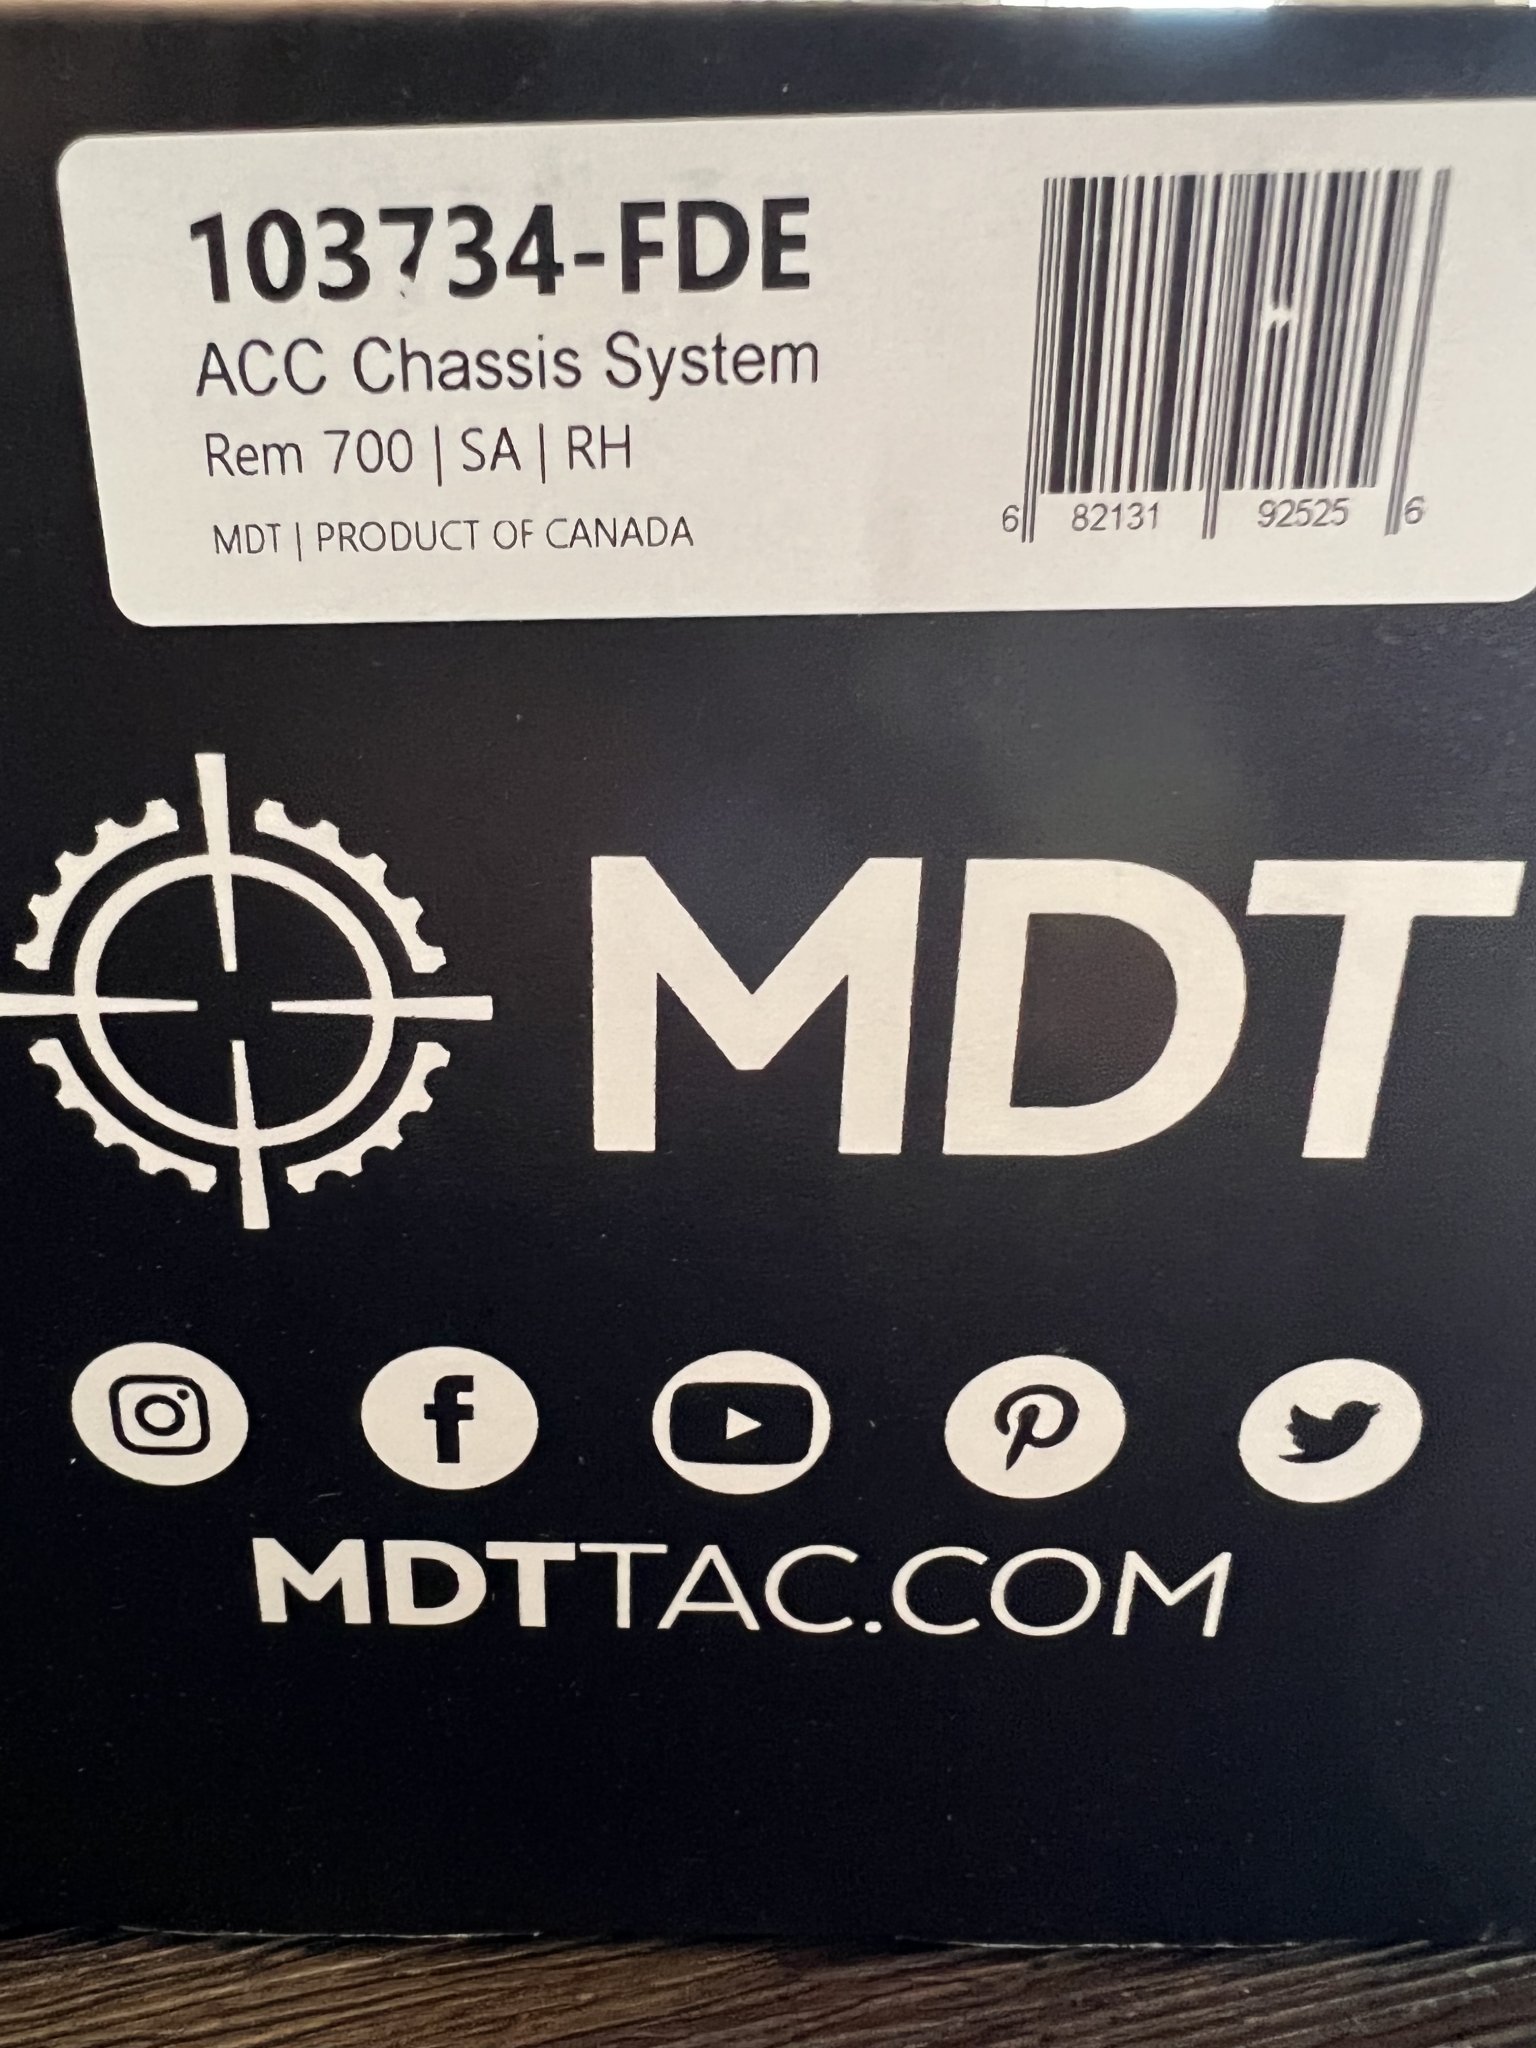 103734-FDE
ACC Chassis System
Rem 700 | SA | RH
MDT | PRODUCT OF CANADA
6 82131 92525 6
MDT
MDTTAC.COM